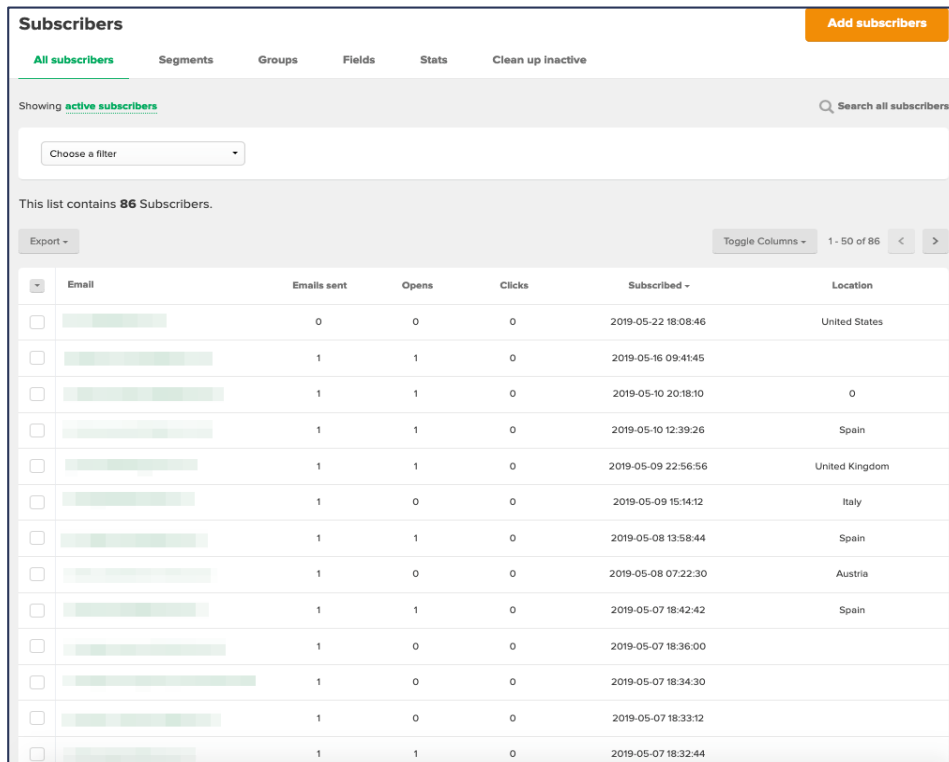 Subscribers
Add subscribers
All subscribers Segments Groups Fields Stats Clean up inactive
Showing active subscribers
Search all subscribers
Choose a filter
This list contains 86 Subscribers.
Export
Toggle Columns 1 - 50 of 86 < >
Email Emails sent Opens Clicks Subscribed Location
0 0 0 2019-05-22 18:08:46 United States
1 1 0 2019-05-16 09:41:45
1 1 0 2019-05-10 20:18:10 0
1 1 0 2019-05-10 12:39:26 Spain
1 1 0 2019-05-09 22:56:56 United Kingdom
1 0 0 2019-05-09 15:14:12 Italy
1 1 0 2019-05-08 13:58:44 Spain
1 0 0 2019-05-08 07:22:30 Austria
1 1 0 2019-05-07 18:42:42 Spain
1 0 0 2019-05-07 18:36:00
1 0 0 2019-05-07 18:34:30
1 0 0 2019-05-07 18:33:12
1 1 0 2019-05-07 18:32:44